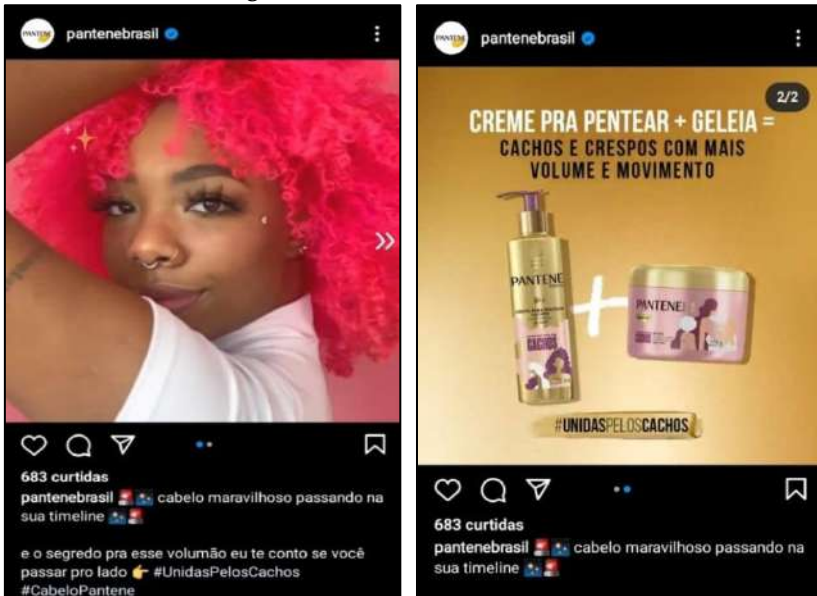 pantenebrasil
683 curtidas
pantenebrasil 🚨🌌 cabelo maravilhoso passando na
sua timeline 🌌🚨
e o segredo pra esse volumão eu te conto se você
passar pro lado 👉 #UnidasPelosCachos
#CabeloPantene
pantenebrasil
2/2
CREME PRA PENTEAR + GELEIA =
CACHOS E CRESPOS COM MAIS
VOLUME E MOVIMENTO
PANTENE
CACHOS
PANTENE
#UNIDASPELOSCACHOS
683 curtidas
pantenebrasil 🚨🌌 cabelo maravilhoso passando na
sua timeline 🌌🚨